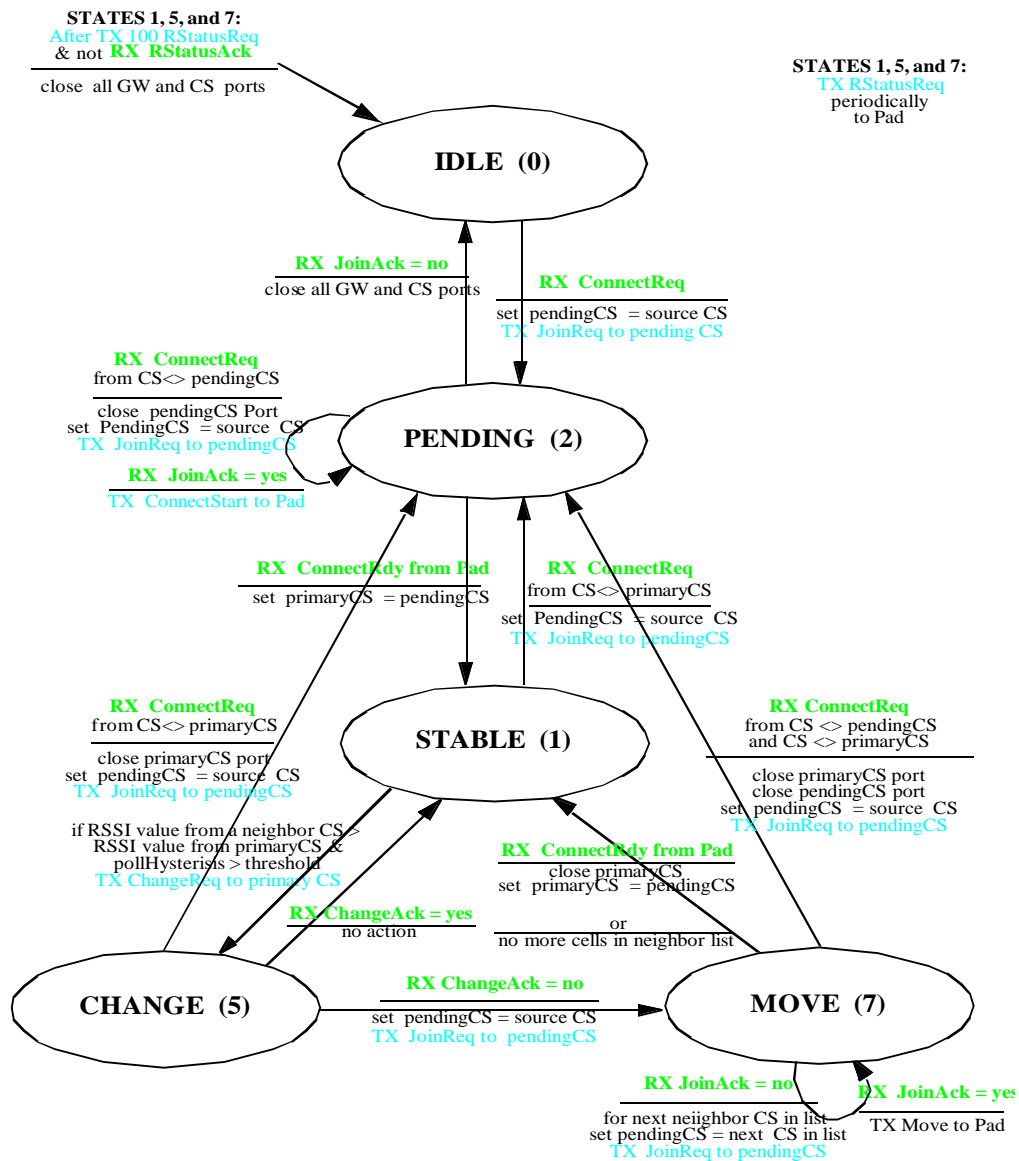 STATES 1, 5, and 7:
After TX 100 RStatusReq
& not RX RStatusAck
close all GW and CS ports
STATES 1, 5, and 7:
TX RStatusReq
periodically
to Pad
IDLE (0)
RX JoinAck = no
close all GW and CS ports
RX ConnectReq
set pendingCS = source CS
TX JoinReq to pending CS
RX ConnectReq
from CS<> pendingCS
close pendingCS Port
set PendingCS = source CS
TX JoinReq to pendingCS
RX JoinAck = yes
TX ConnectStart to Pad
PENDING (2)
RX ConnectRdy from Pad
set primaryCS = pendingCS
RX ConnectReq
from CS<> primaryCS
set PendingCS = source CS
TX JoinReq to pendingCS
RX ConnectReq
from CS<> primaryCS
close primaryCS port
set pendingCS = source CS
TX JoinReq to pendingCS
STABLE (1)
RX ConnectReq
from CS <> pendingCS
and CS <> primaryCS
close primaryCS port
close pendingCS port
set pendingCS = source CS
TX JoinReq to pendingCS
if RSSI value from a neighbor CS >
RSSI value from primaryCS &
pollHysterisis > threshold
TX ChangeReq to primary CS
RX ChangeAck = yes
no action
RX ConnectRdy from Pad
close primaryCS
set primaryCS = pendingCS
or
no more cells in neighbor list
CHANGE (5)
RX ChangeAck = no
set pendingCS = source CS
TX JoinReq to pendingCS
MOVE (7)
RX JoinAck = no
for next neiighbor CS in list
set pendingCS = next CS in list
TX JoinReq to pendingCS
RX JoinAck = yes
TX Move to Pad